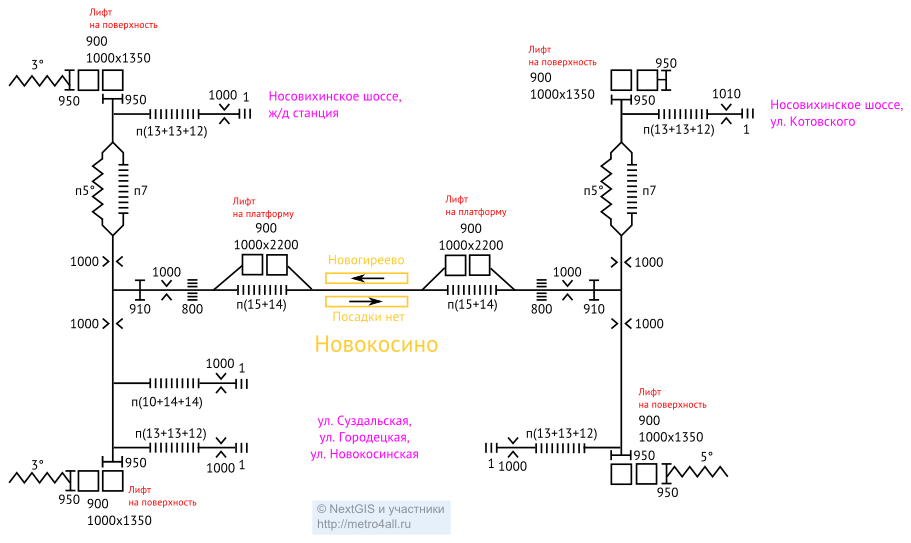 Лифт
на поверхность
900
1000x1350
3°
950
950
1000
1
п(13+13+12)
Носовихинское шоссе,
ж/д станция
Лифт
на поверхность
900
1000x1350
950
950
1010
1
п(13+13+12)
Носовихинское шоссе,
ул. Котовского
п5°
п7
п5°
п7
Лифт
на платформу
900
1000x2200
Лифт
на платформу
900
1000x2200
1000
1000
910
800
п(15+14)
Новогиреево
Посадки нет
Новокосино
п(15+14)
800
1000
910
1000
1000
1000
1000
1
п(10+14+14)
п(13+13+12)
1000
1
950
3°
950
900
1000x1350
Лифт
на поверхность
ул. Суздальская,
ул. Городецкая,
ул. Новокосинская
Лифт
на поверхность
900
1000x1350
п(13+13+12)
1
1000
950
5°
950
© NextGIS и участники
http://metro4all.ru